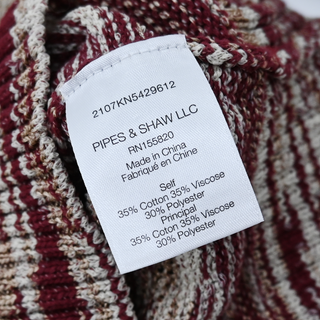 2107KN5429612
PIPES & SHAW LLC
RN155820
Made in China
Fabriqué en Chine
Self
35% Cotton 35% Viscose
30% Polyester
Principal
35% Coton 35% Viscose
30% Polyester